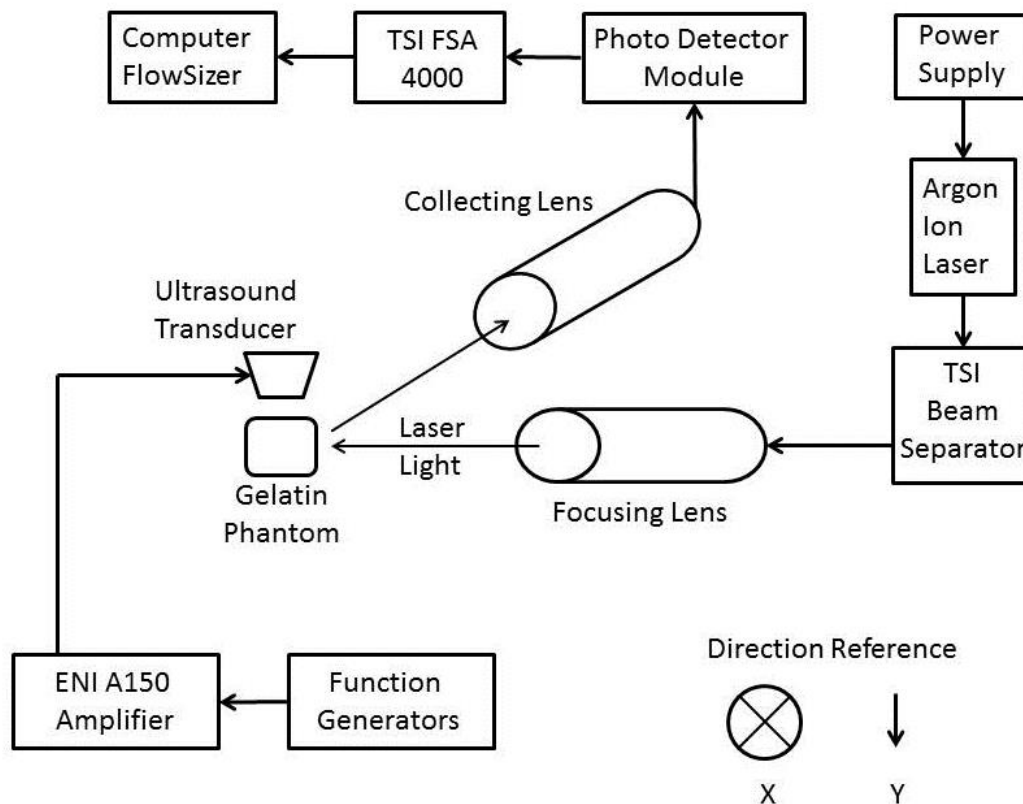 Computer
FlowSizer
TSI FSA
4000
Photo Detector
Module
Power
Supply
Collecting Lens
Argon
Ion
Laser
Ultrasound
Transducer
TSI
Beam
Separator
Laser
Light
Gelatin
Phantom
Focusing Lens
ENI A150
Amplifier
Function
Generators
Direction Reference
X
Y